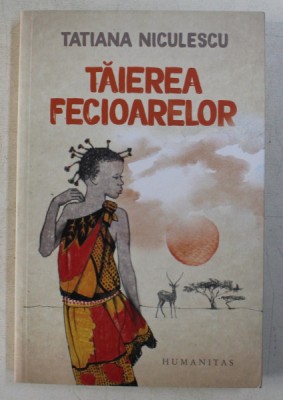 TATIANA NICULESCU
TĂIEREA
FECIOARELOR
HUMANITAS